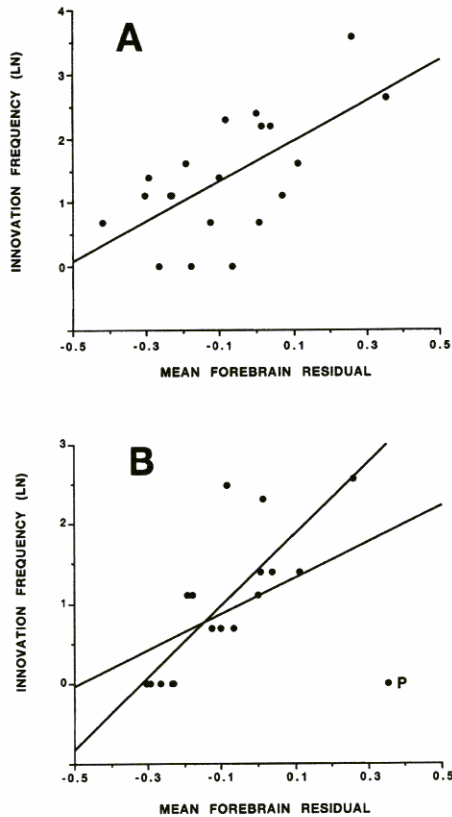 A
INNOVATION FREQUENCY (LN)
4
3
2
1
0
-0.5 -0.3 -0.1 0.1 0.3 0.5
MEAN FOREBRAIN RESIDUAL
B
INNOVATION FREQUENCY (LN)
3
2
1
0
P
-0.5 -0.3 -0.1 0.1 0.3 0.5
MEAN FOREBRAIN RESIDUAL